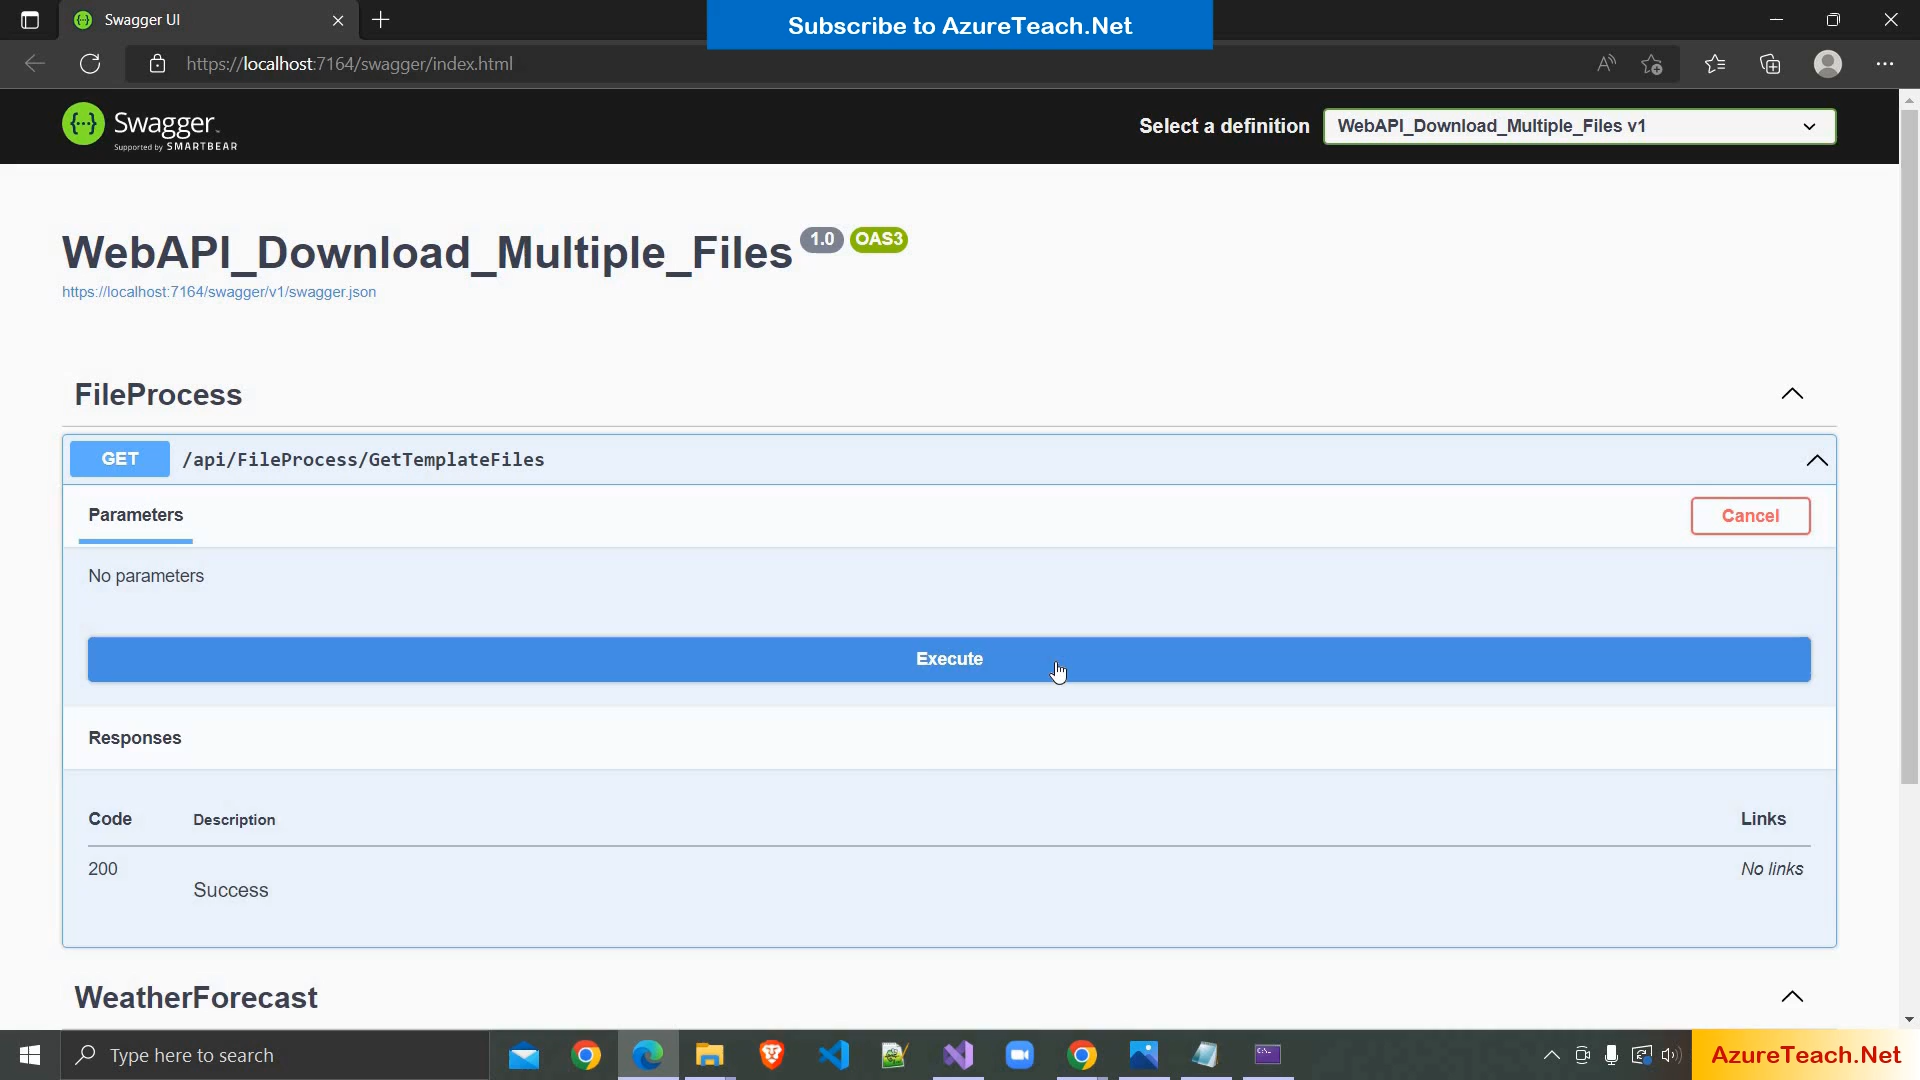 Swagger UI
Subscribe to AzureTeach.Net
https://localhost:7164/swagger/index.html
{···} Swagger
Supported by SMARTBEAR
Select a definition
WebAPI_Download_Multiple_Files v1
WebAPI_Download_Multiple_Files 1.0 OAS3
https://localhost:7164/swagger/v1/swagger.json
FileProcess
GET /api/FileProcess/GetTemplateFiles
Parameters
Cancel
No parameters
Execute
Responses
Code Description Links
200 No links
Success
WeatherForecast
Type here to search
AzureTeach.Net